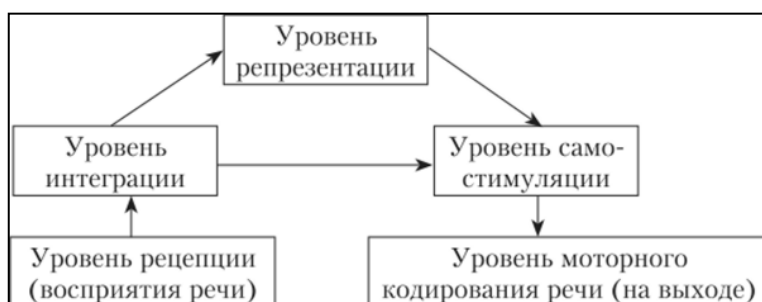 Уровень
репрезентации
Уровень
интеграции
Уровень само-
стимуляции
Уровень рецепции
(восприятия речи)
Уровень моторного
кодирования речи (на выходе)